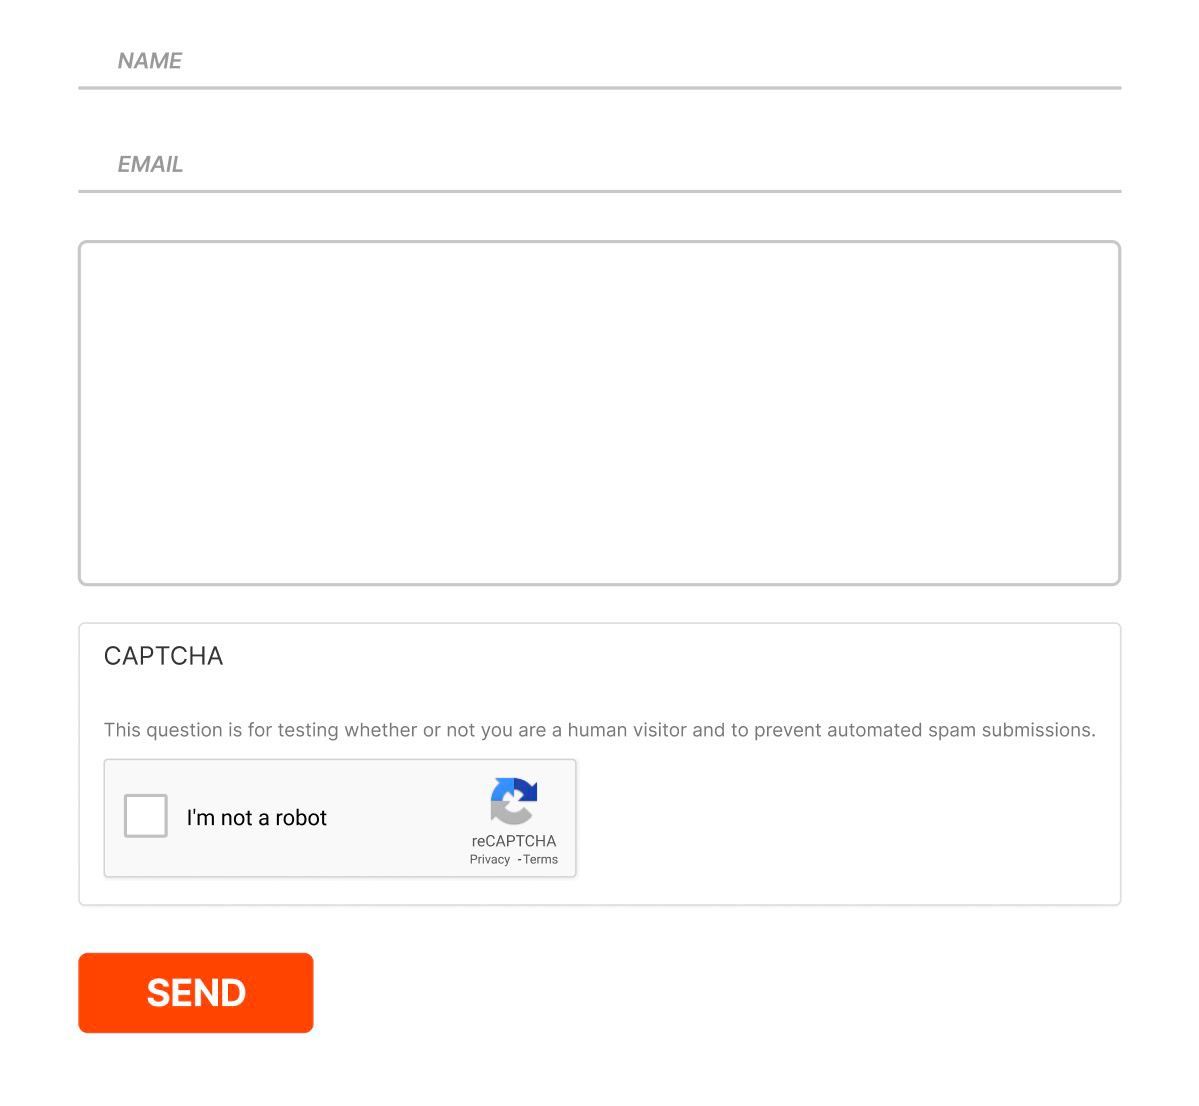 NAME
EMAIL
CAPTCHA
This question is for testing whether or not you are a human visitor and to prevent automated spam submissions.
I'm not a robot
reCAPTCHA
Privacy -Terms
SEND